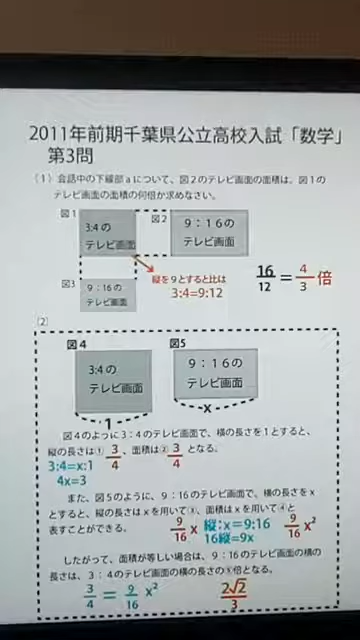 2011年前期千葉県公立高校入試「数学」
第3問
(1) 会話中の下線部aについて、図2のテレビ画面の面積は、図1の
テレビ画面の面積の何倍か求めなさい。
図1 3:4の テレビ画面
図2 9:16の テレビ画面
図3 9:16の テレビ画面
縦を9とすると比は
3:4=9:12
16/12 = 4/3 倍
(2)
図4 図5
3:4の テレビ画面
9:16の テレビ画面
1 x
図4のように3:4のテレビ画面で、横の長さを1とすると、
縦の長さは① 3/4 、面積は② 3/4 となる。
3:4=x:1
4x=3
また、図5のように、9:16のテレビ画面で、横の長さをx
とすると、縦の長さはxを用いて③、面積はxを用いて④と
表すことができる。
9/16 x 縦:x=9:16 9/16 x²
16縦=9x
したがって、面積が等しい場合は、9:16のテレビ画面の横の
長さは、3:4のテレビ画面の横の長さの⑤倍となる。
3/4 = 9/16 x² 2√2/3